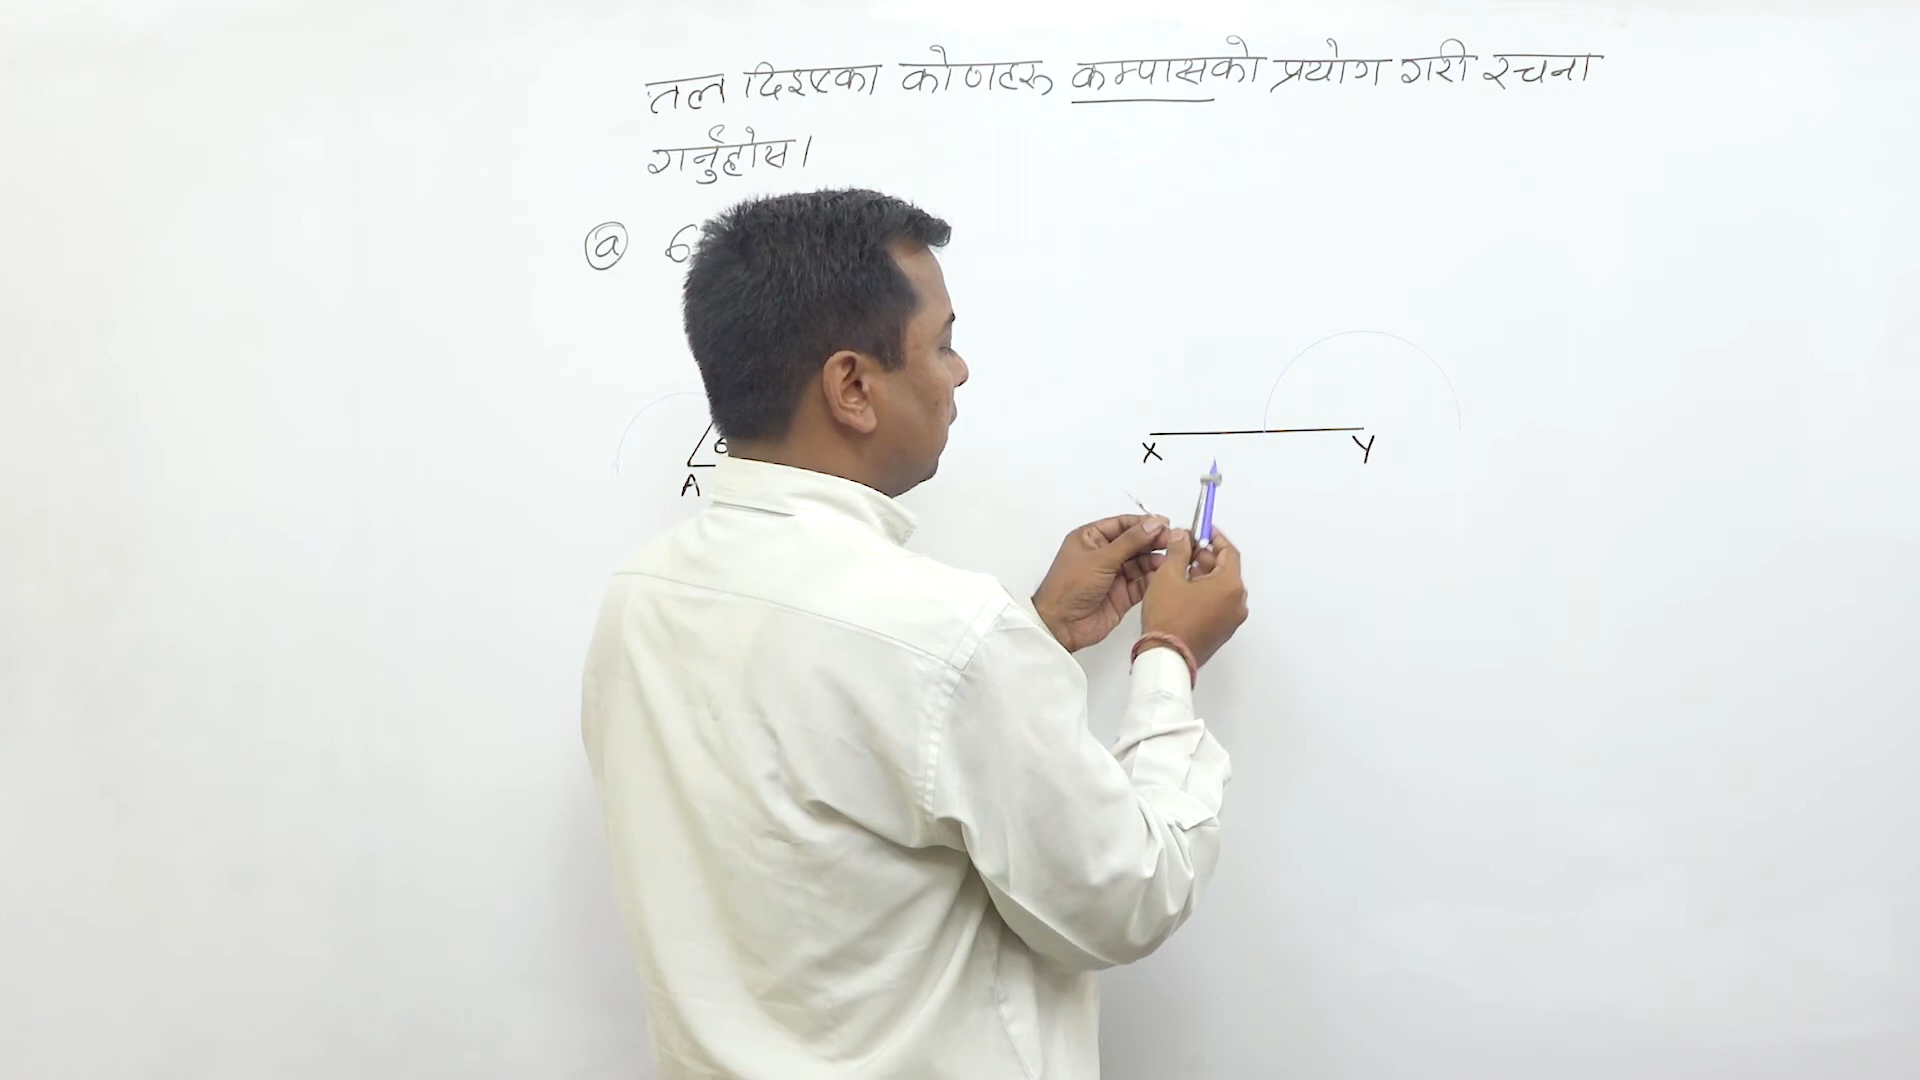 तल दिइएका कोणहरू कम्पासको प्रयोग गरी रचना
गर्नुहोस।
ⓐ 6
A
X Y